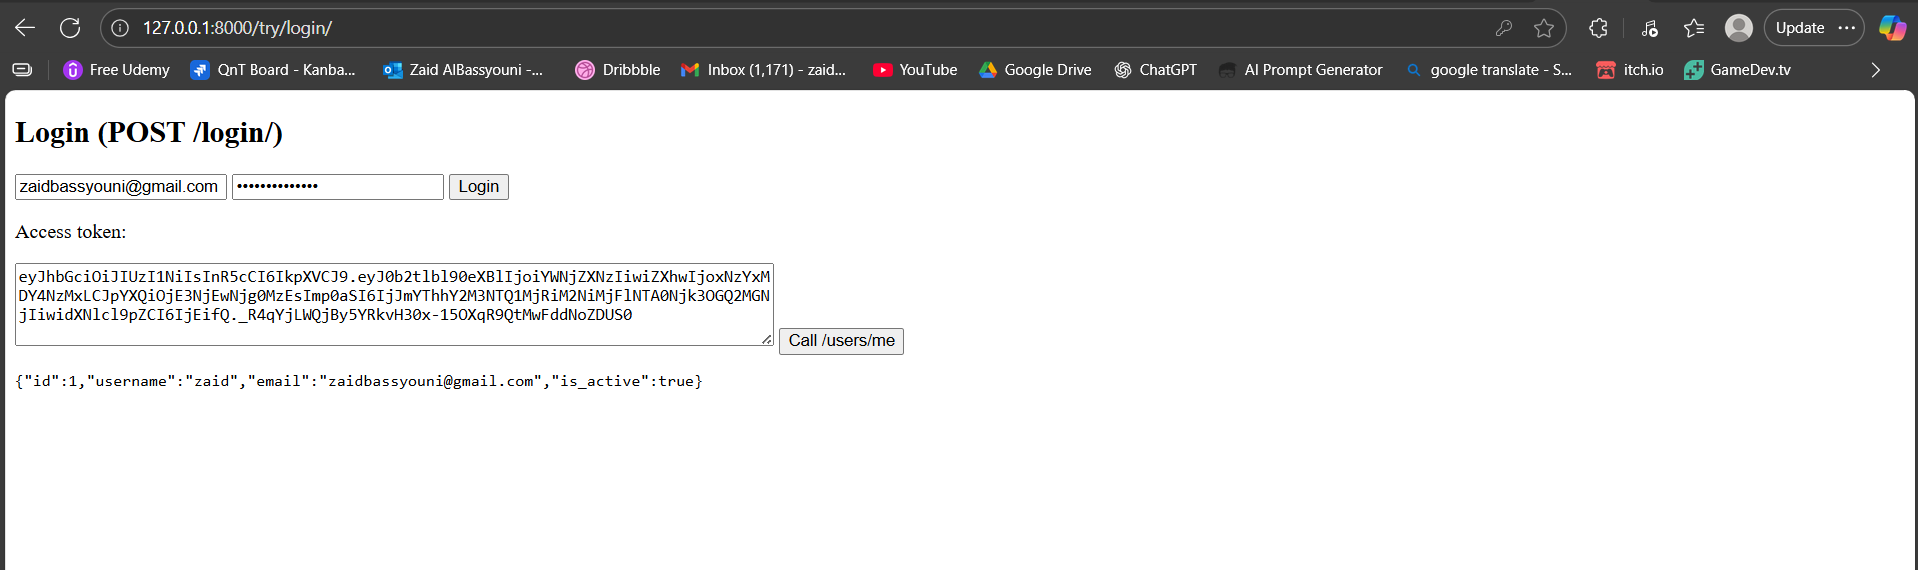 127.0.0.1:8000/try/login/
Update
Free Udemy
QnT Board - Kanba...
Zaid AlBassyouni -...
Dribbble
Inbox (1,171) - zaid...
YouTube
Google Drive
ChatGPT
AI Prompt Generator
google translate - S...
itch.io
GameDev.tv
Login (POST /login/)
zaidbassyouni@gmail.com •••••••••••••• Login
Access token:
eyJhbGciOiJIUzI1NiIsInR5cCI6IkpXVCJ9.eyJ0b2tlbl90eXBlIjoiYWNjZXNzIiwiZXhwIjoxNzYxM
DY4NzMxLCJpYXQiOjE3NjEwNjg0MzEsImp0aSI6IjJmYThhY2M3NTQ1MjRiM2NiMjFlNTA0Njk3OGQ2MGN
jIiwidXNlcl9pZCI6IjEifQ._R4qYjLWQjBy5YRkvH30x-15OXqR9QtMwFddNoZDUS0
Call /users/me
{"id":1,"username":"zaid","email":"zaidbassyouni@gmail.com","is_active":true}